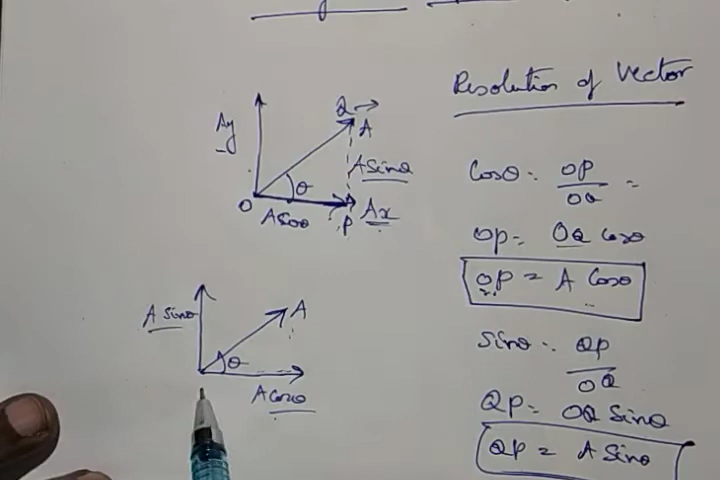 Resolution of Vector
Q
Ay
A
A Sinθ
θ
O
A Cosθ
P
Ax
Cosθ = OP/OQ =
OP = OQ Cosθ
OP = A Cosθ
A Sinθ
A
θ
A Cosθ
Sinθ = QP/OQ
QP = OQ Sinθ
QP = A Sinθ